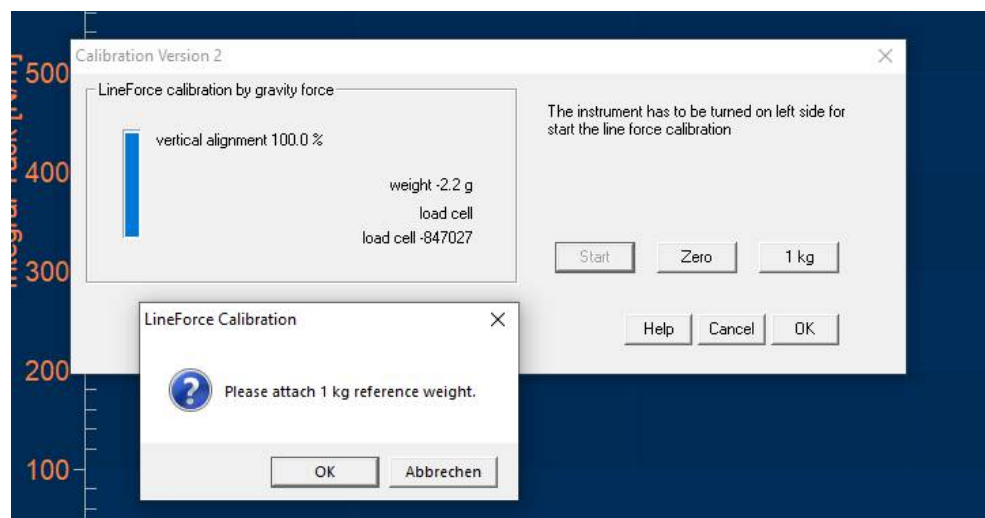 Calibration Version 2
LineForce calibration by gravity force
vertical alignment 100.0 %
weight -2.2 g
load cell
load cell -847027
The instrument has to be turned on left side for
start the line force calibration
Start
Zero
1 kg
Help
Cancel
OK
LineForce Calibration
Please attach 1 kg reference weight.
OK
Abbrechen
500
400
300
200
100